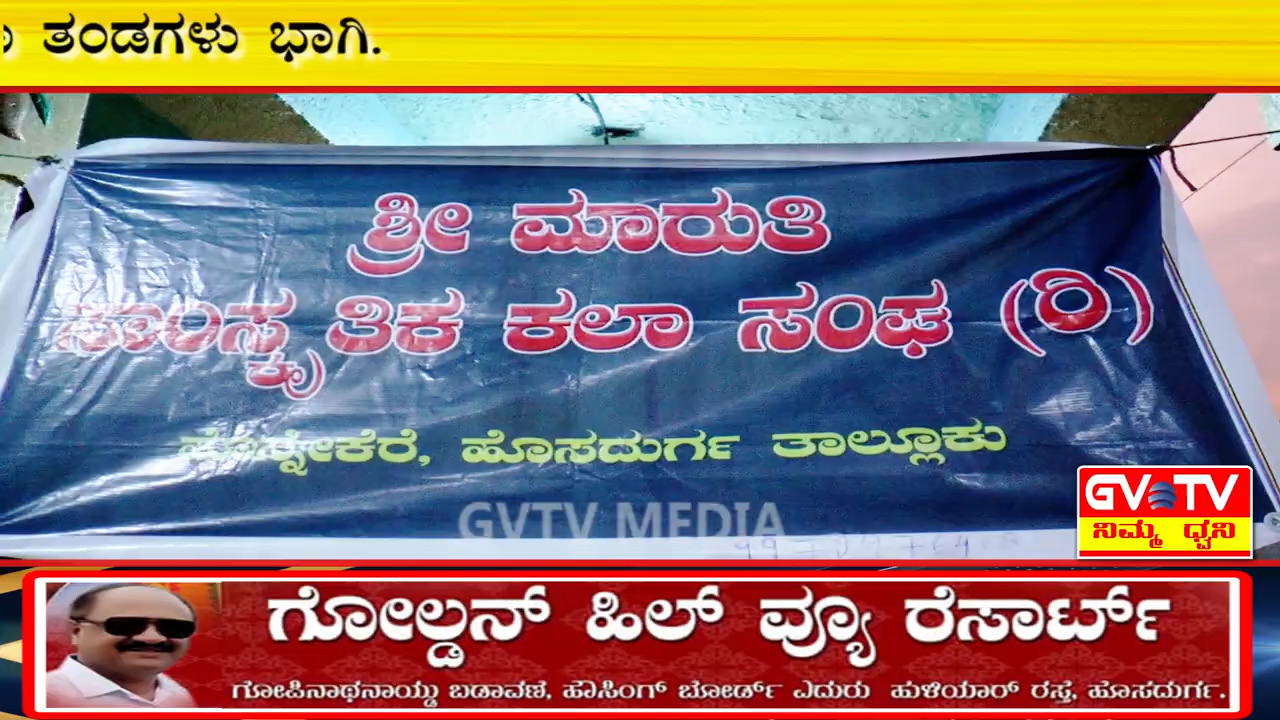 ತಂಡಗಳು ಭಾಗಿ.
ಶ್ರೀ ಮಾರುತಿ
ಸಾಂಸ್ಕೃತಿಕ ಕಲಾ ಸಂಘ (ರಿ)
ಹೊನ್ನೇಕೆರೆ, ಹೊಸದುರ್ಗ ತಾಲ್ಲೂಕು
GVTV MEDIA
GVTV
ನಿಮ್ಮ ಧ್ವನಿ
ಗೋಲ್ಡನ್ ಹಿಲ್ ವ್ಯೂ ರೆಸಾರ್ಟ್
ಗೋಪಿನಾಥನಾಯ್ಡು ಬಡಾವಣೆ, ಹೌಸಿಂಗ್ ಬೋರ್ಡ್ ಎದುರು ಹುಳಿಯಾರ್ ರಸ್ತೆ, ಹೊಸದುರ್ಗ.